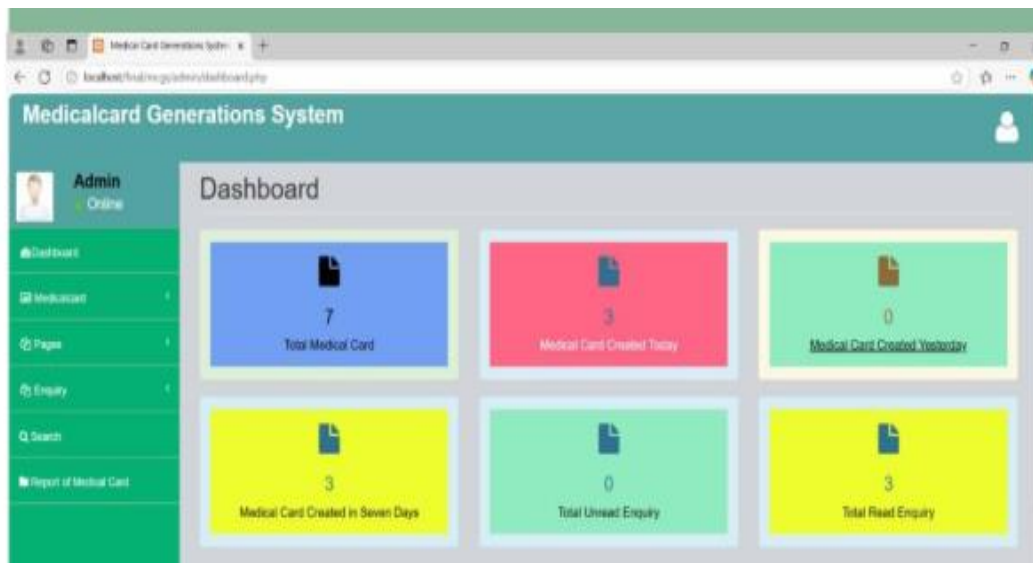 Medical Card Generations System
localhost/final/mcgs/admin/dashboard.php
Medicalcard Generations System
Admin
Online
Dashboard
Dashboard
Medicalcard
Pages
Enquiry
Search
Report of Medical Card
7
Total Medical Card
3
Medical Card Created Today
0
Medical Card Created Yesterday
3
Medical Card Created in Seven Days
0
Total Unread Enquiry
3
Total Read Enquiry